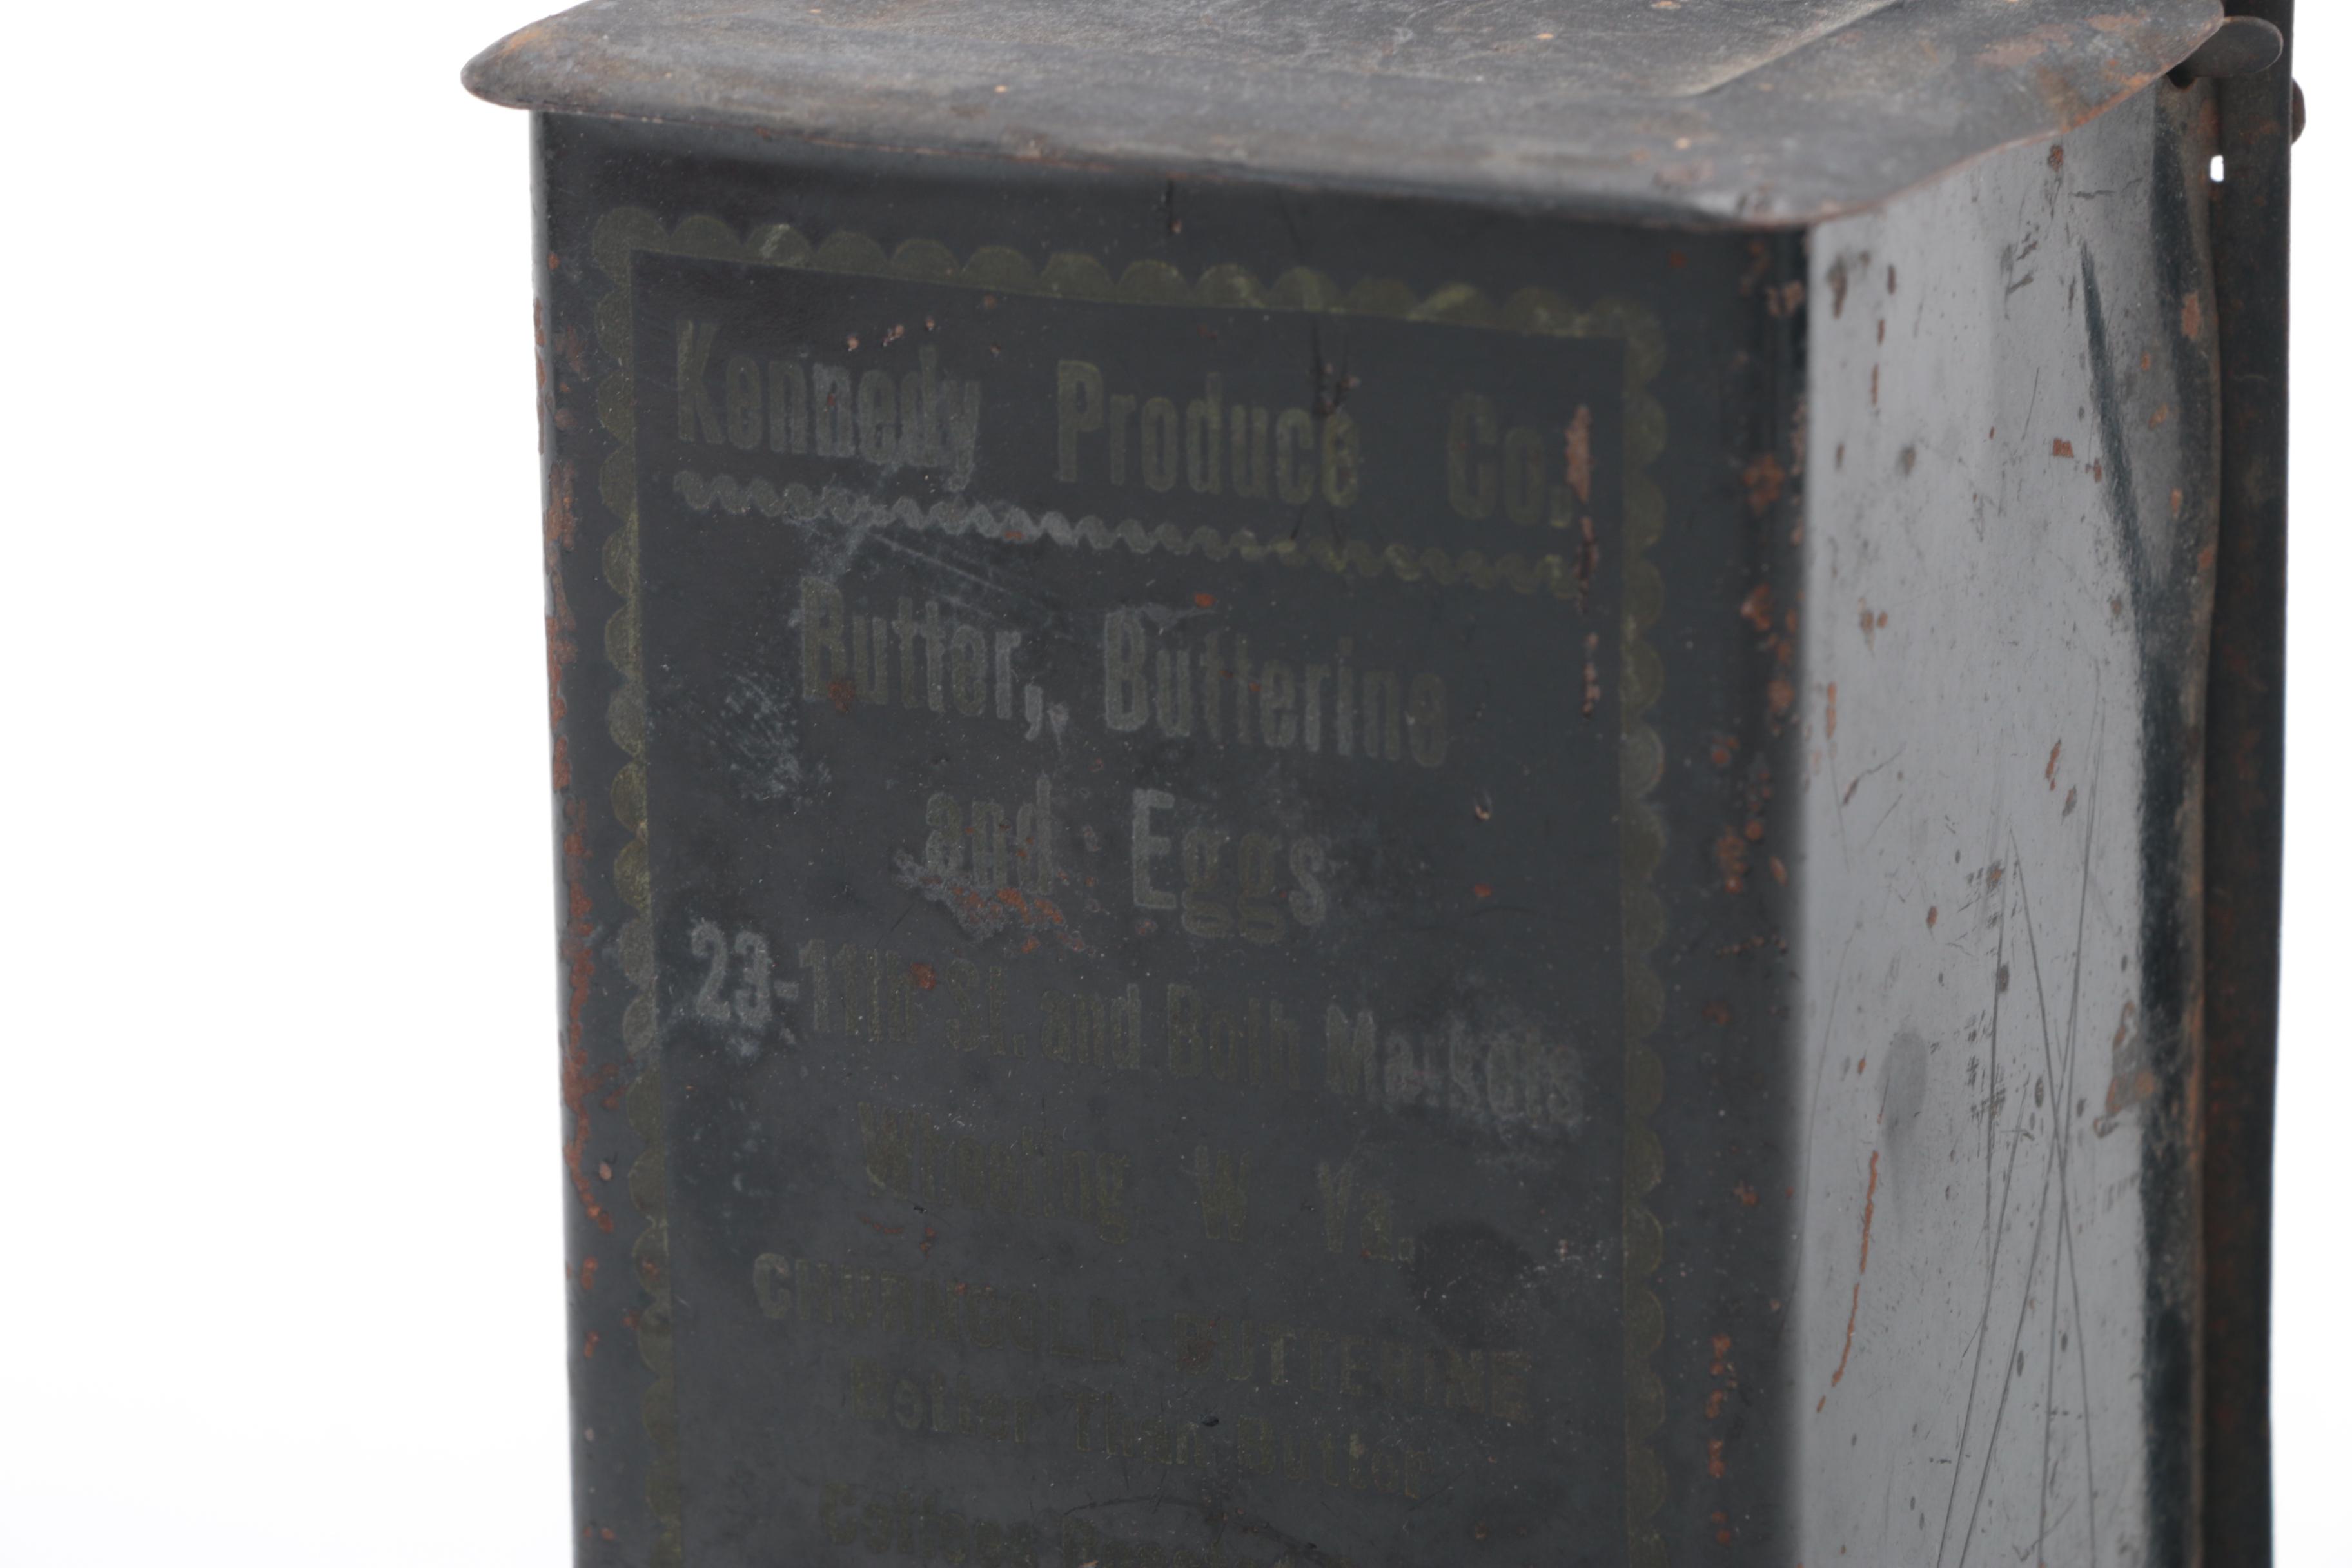 Kennedy Produce Co.
Butter, Butterine
and Eggs
23-11th St. and Both Markets
Wheeling W Va.
CHURNGOLD BUTTERINE
Better Than Butter